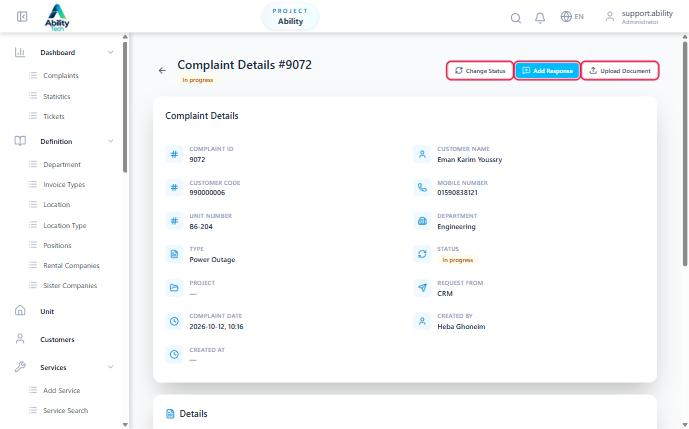 Ability
Tech
PROJECT
Ability
EN
support.ability
Administrator
Dashboard
Complaints
Statistics
Tickets
Definition
Department
Invoice Types
Location
Location Type
Positions
Rental Companies
Sister Companies
Unit
Customers
Services
Add Service
Service Search
Complaint Details #9072
In progress
Change Status
Add Response
Upload Document
Complaint Details
COMPLAINT ID
9072
CUSTOMER NAME
Eman Karim Youssry
CUSTOMER CODE
990000006
MOBILE NUMBER
01590838121
UNIT NUMBER
B6-204
DEPARTMENT
Engineering
TYPE
Power Outage
STATUS
In progress
PROJECT
—
REQUEST FROM
CRM
COMPLAINT DATE
2026-10-12, 10:16
CREATED BY
Heba Ghoneim
CREATED AT
—
Details